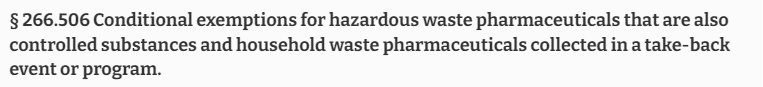 § 266.506 Conditional exemptions for hazardous waste pharmaceuticals that are also
controlled substances and household waste pharmaceuticals collected in a take-back
event or program.